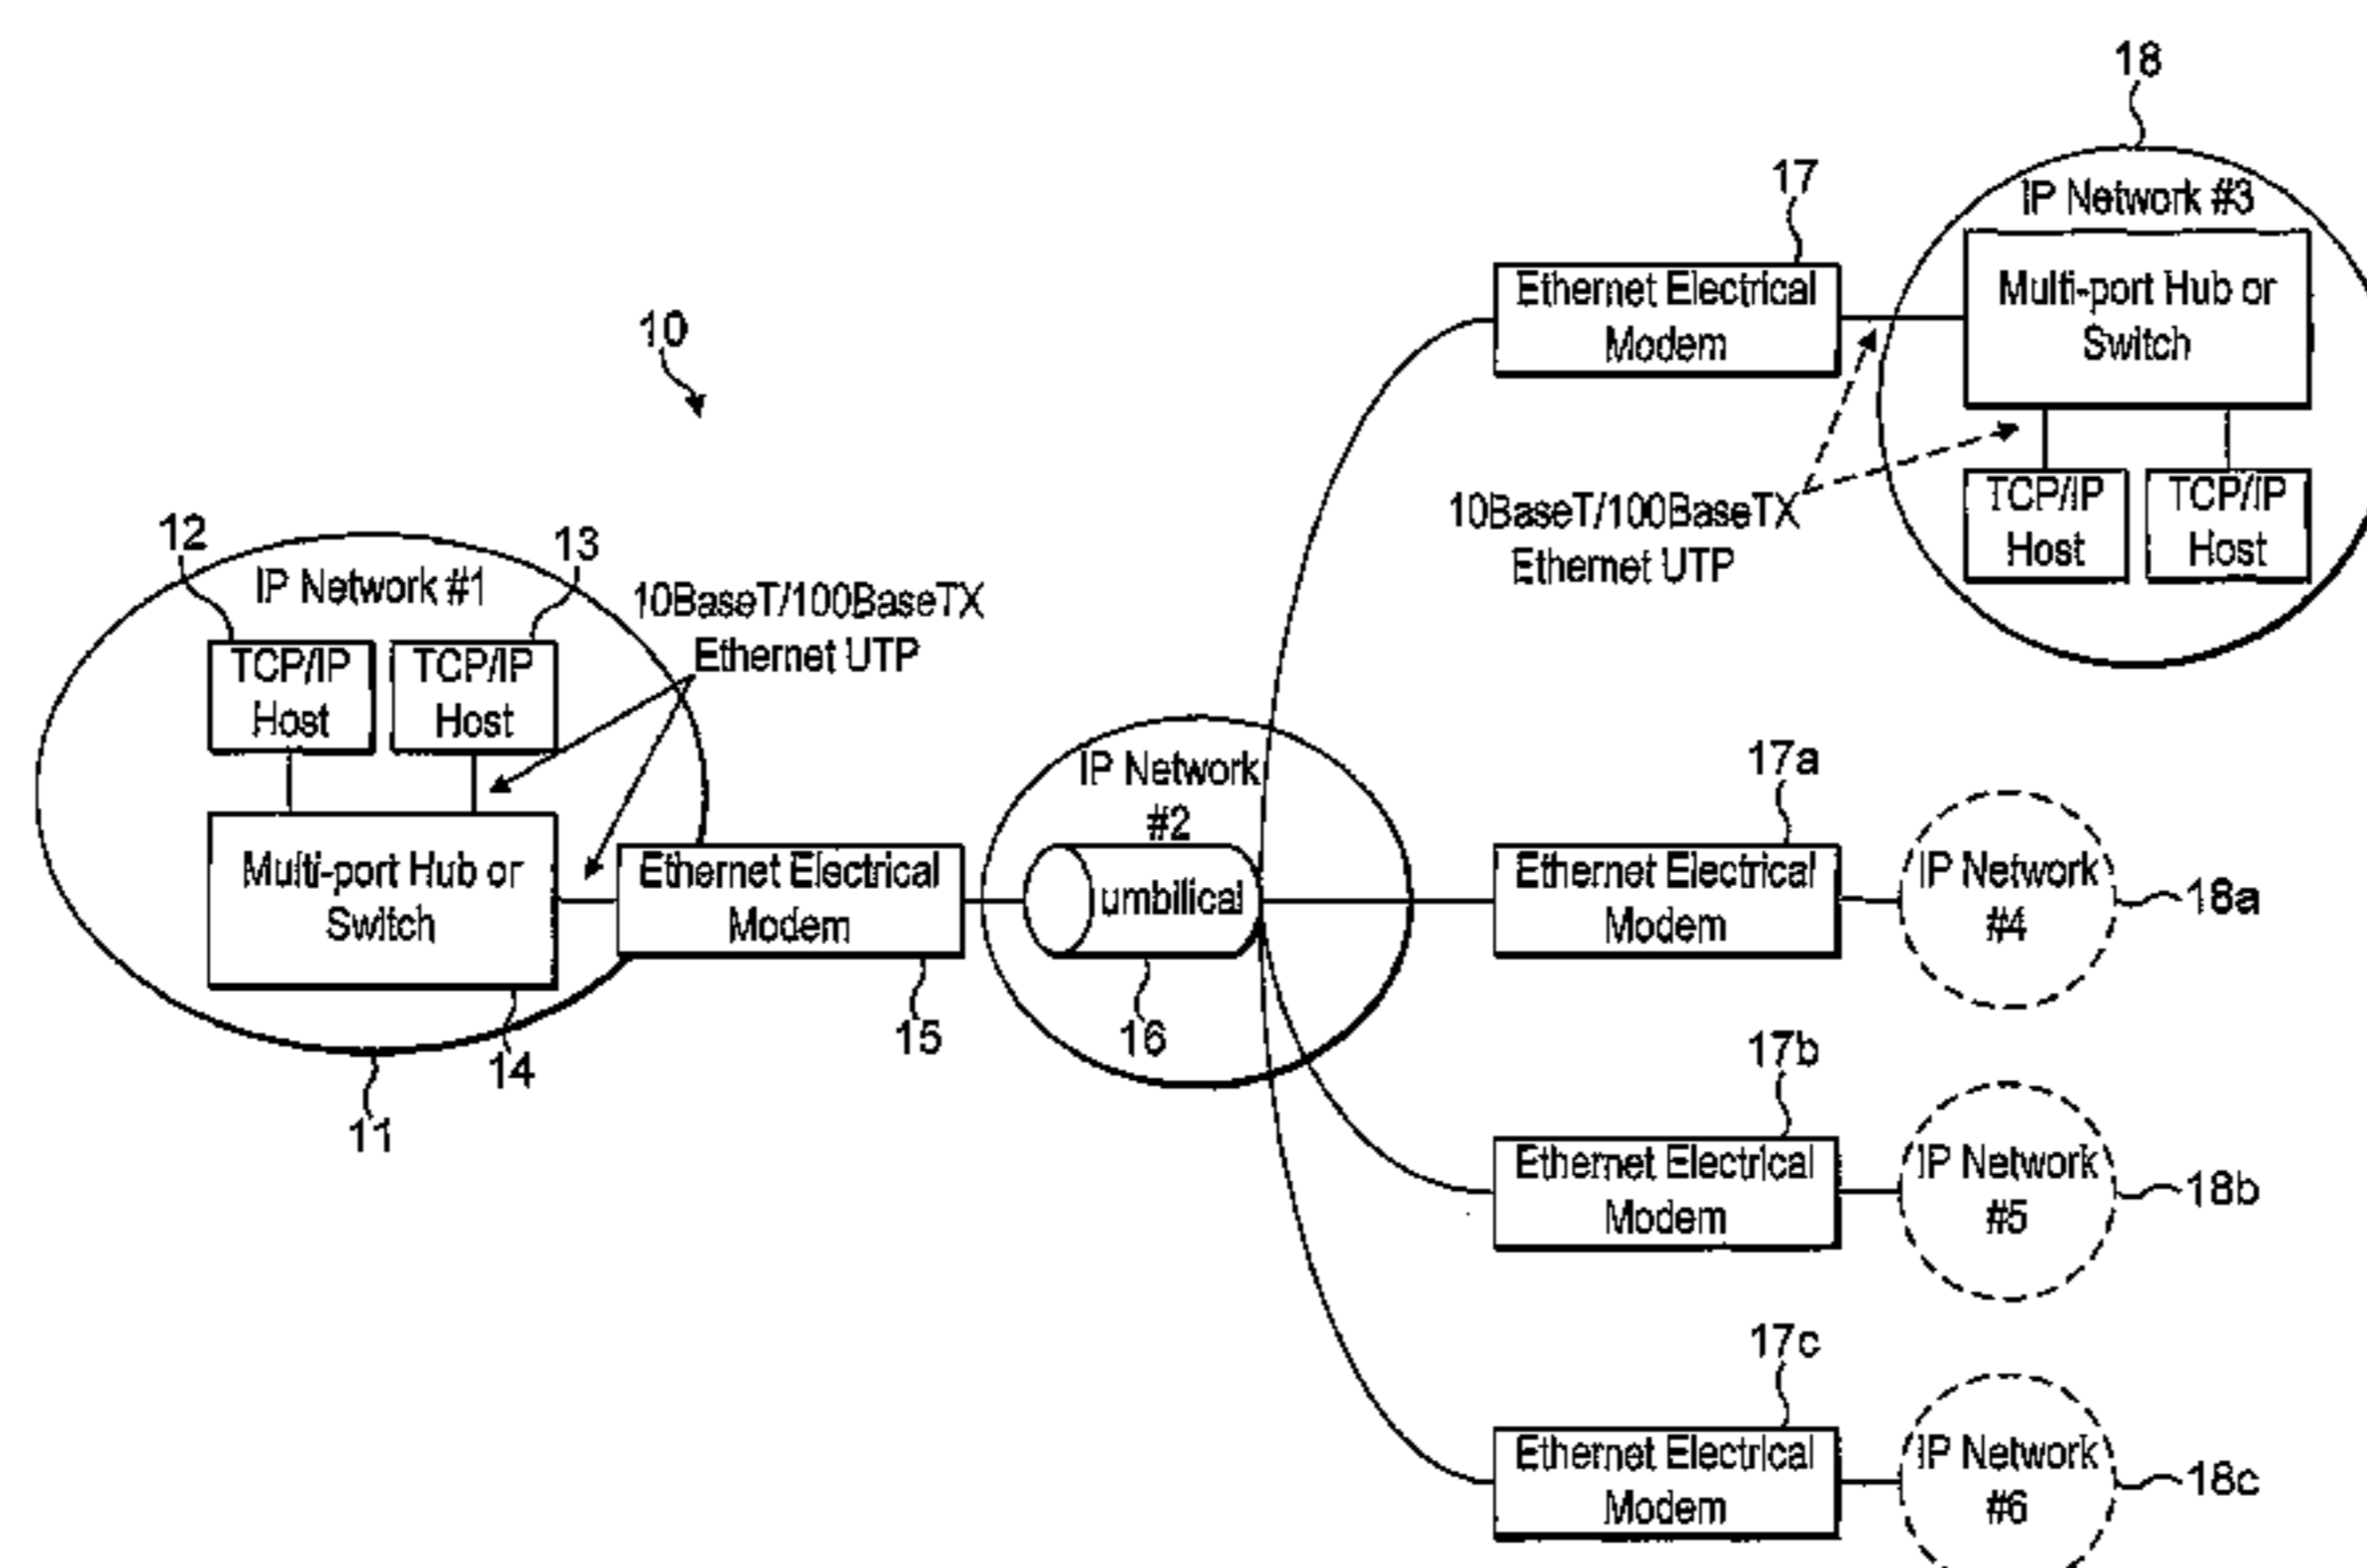 18
17
IP Network #3
Ethernet Electrical
Modem
Multi-port Hub or
Switch
10
10BaseT/100BaseTX
Ethernet UTP
TCP/IP
Host
TCP/IP
Host
12
13
IP Network #1
10BaseT/100BaseTX
Ethernet UTP
TCP/IP
Host
TCP/IP
Host
Multi-port Hub or
Switch
Ethernet Electrical
Modem
14
11
15
IP Network
#2
umbilical
16
17a
Ethernet Electrical
Modem
IP Network
#4
18a
17b
Ethernet Electrical
Modem
IP Network
#5
18b
17c
Ethernet Electrical
Modem
IP Network
#6
18c